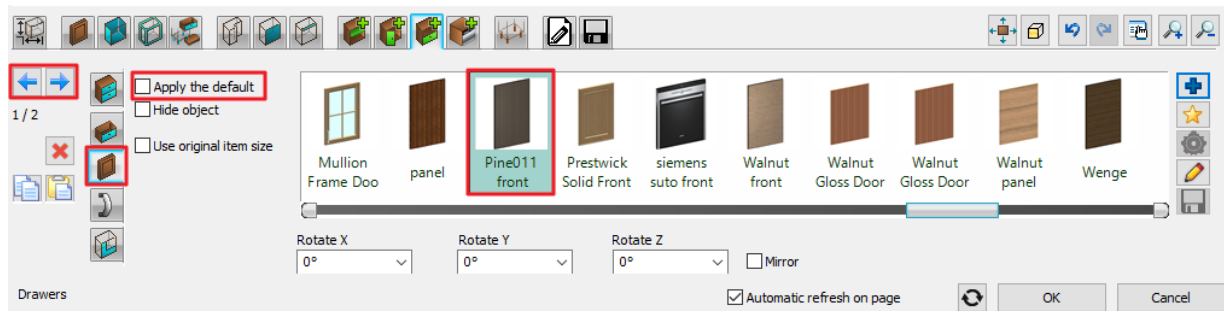 Apply the default
1 / 2
Hide object
Use original item size
Mullion
Frame Doo
panel
Pine011
front
Prestwick
Solid Front
siemens
suto front
Walnut
front
Walnut
Gloss Door
Walnut
Gloss Door
Walnut
panel
Wenge
Rotate X
Rotate Y
Rotate Z
0°
0°
0°
Mirror
Drawers
Automatic refresh on page
OK
Cancel